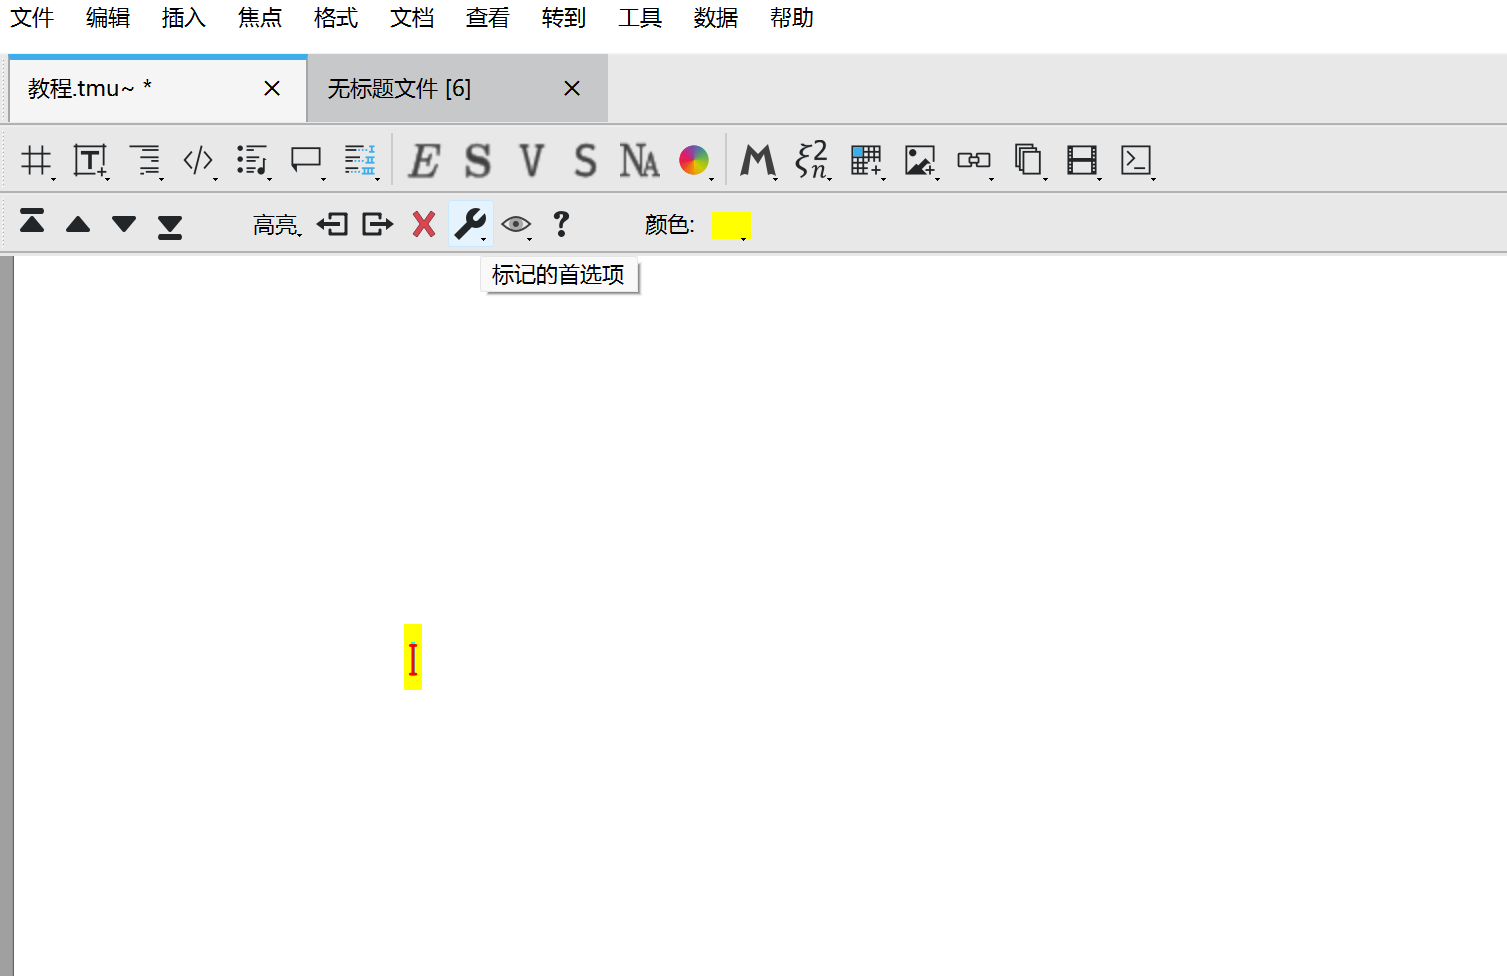 文件 编辑 插入 焦点 格式 文档 查看 转到 工具 数据 帮助
教程.tmu~ * 无标题文件 [6]
高亮 颜色:
标记的首选项